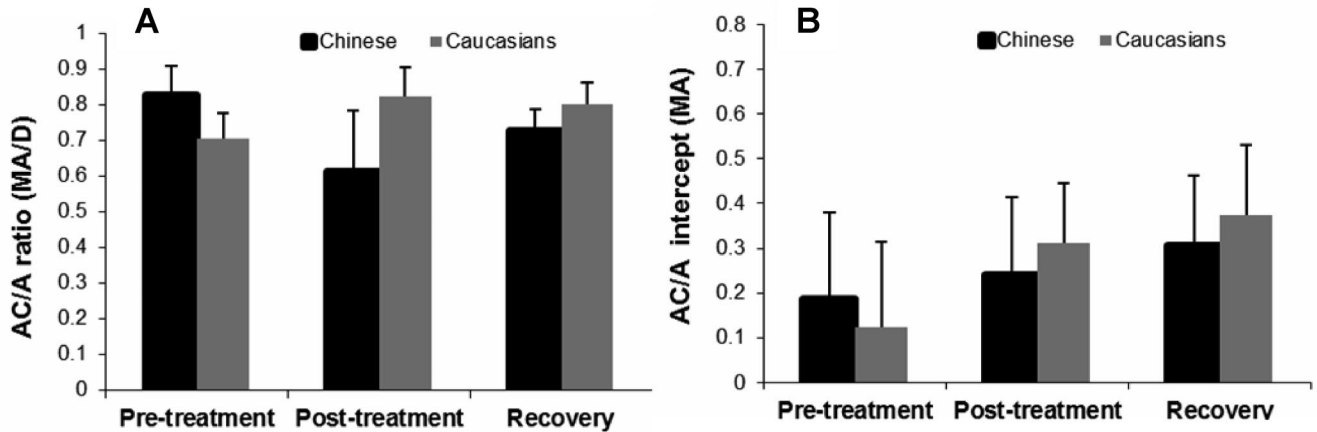 A
Chinese Caucasians
AC/A ratio (MA/D)
1
0.9
0.8
0.7
0.6
0.5
0.4
0.3
0.2
0.1
0
Pre-treatment Post-treatment Recovery
B
Chinese Caucasians
AC/A intercept (MA)
0.8
0.7
0.6
0.5
0.4
0.3
0.2
0.1
0
Pre-treatment Post-treatment Recovery